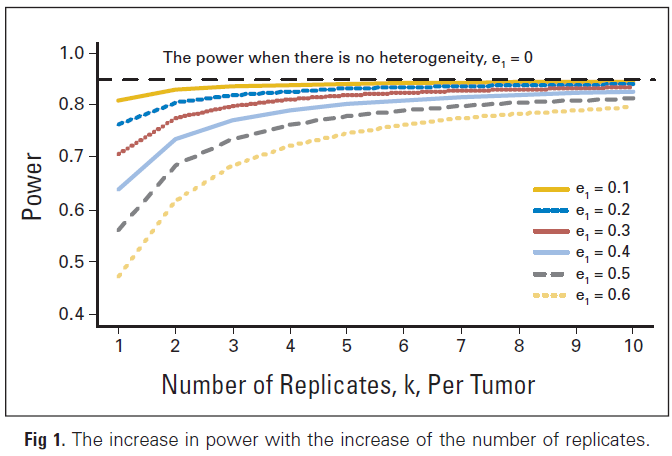 1.0
The power when there is no heterogeneity, e₁ = 0
0.8
0.7
0.6
0.5
0.4
Power
e₁ = 0.1
e₁ = 0.2
e₁ = 0.3
e₁ = 0.4
e₁ = 0.5
e₁ = 0.6
1 2 3 4 5 6 7 8 9 10
Number of Replicates, k, Per Tumor
Fig 1. The increase in power with the increase of the number of replicates.